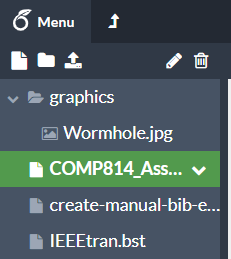 Menu
graphics
Wormhole.jpg
COMP814_Ass...
create-manual-bib-e...
IEEEtran.bst